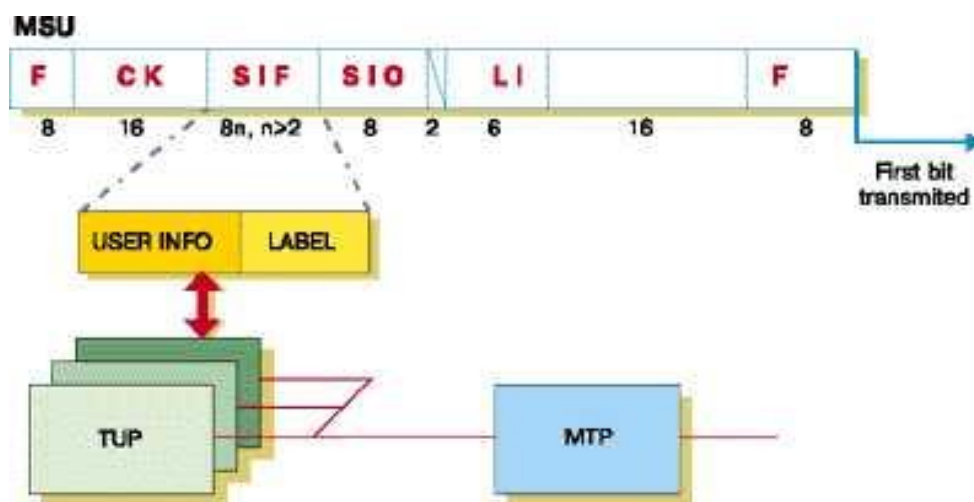 MSU
F CK SIF SIO LI F
8 16 8n, n>2 8 2 6 16 8
First bit
transmited
USER INFO LABEL
TUP MTP